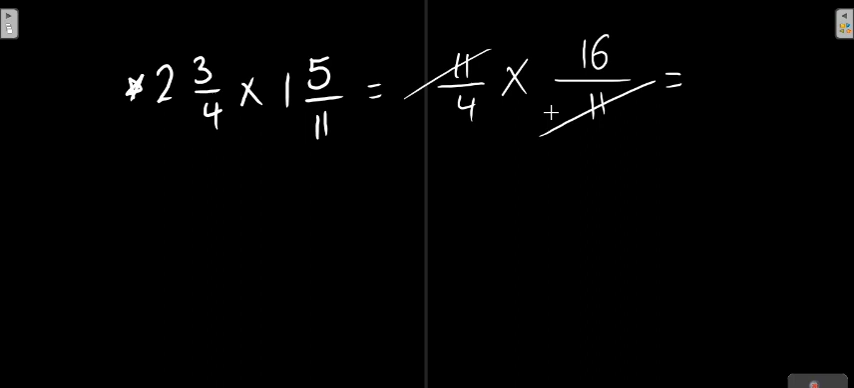 * 2 3/4 × 1 5/11 = 11/4 × 16/11 =